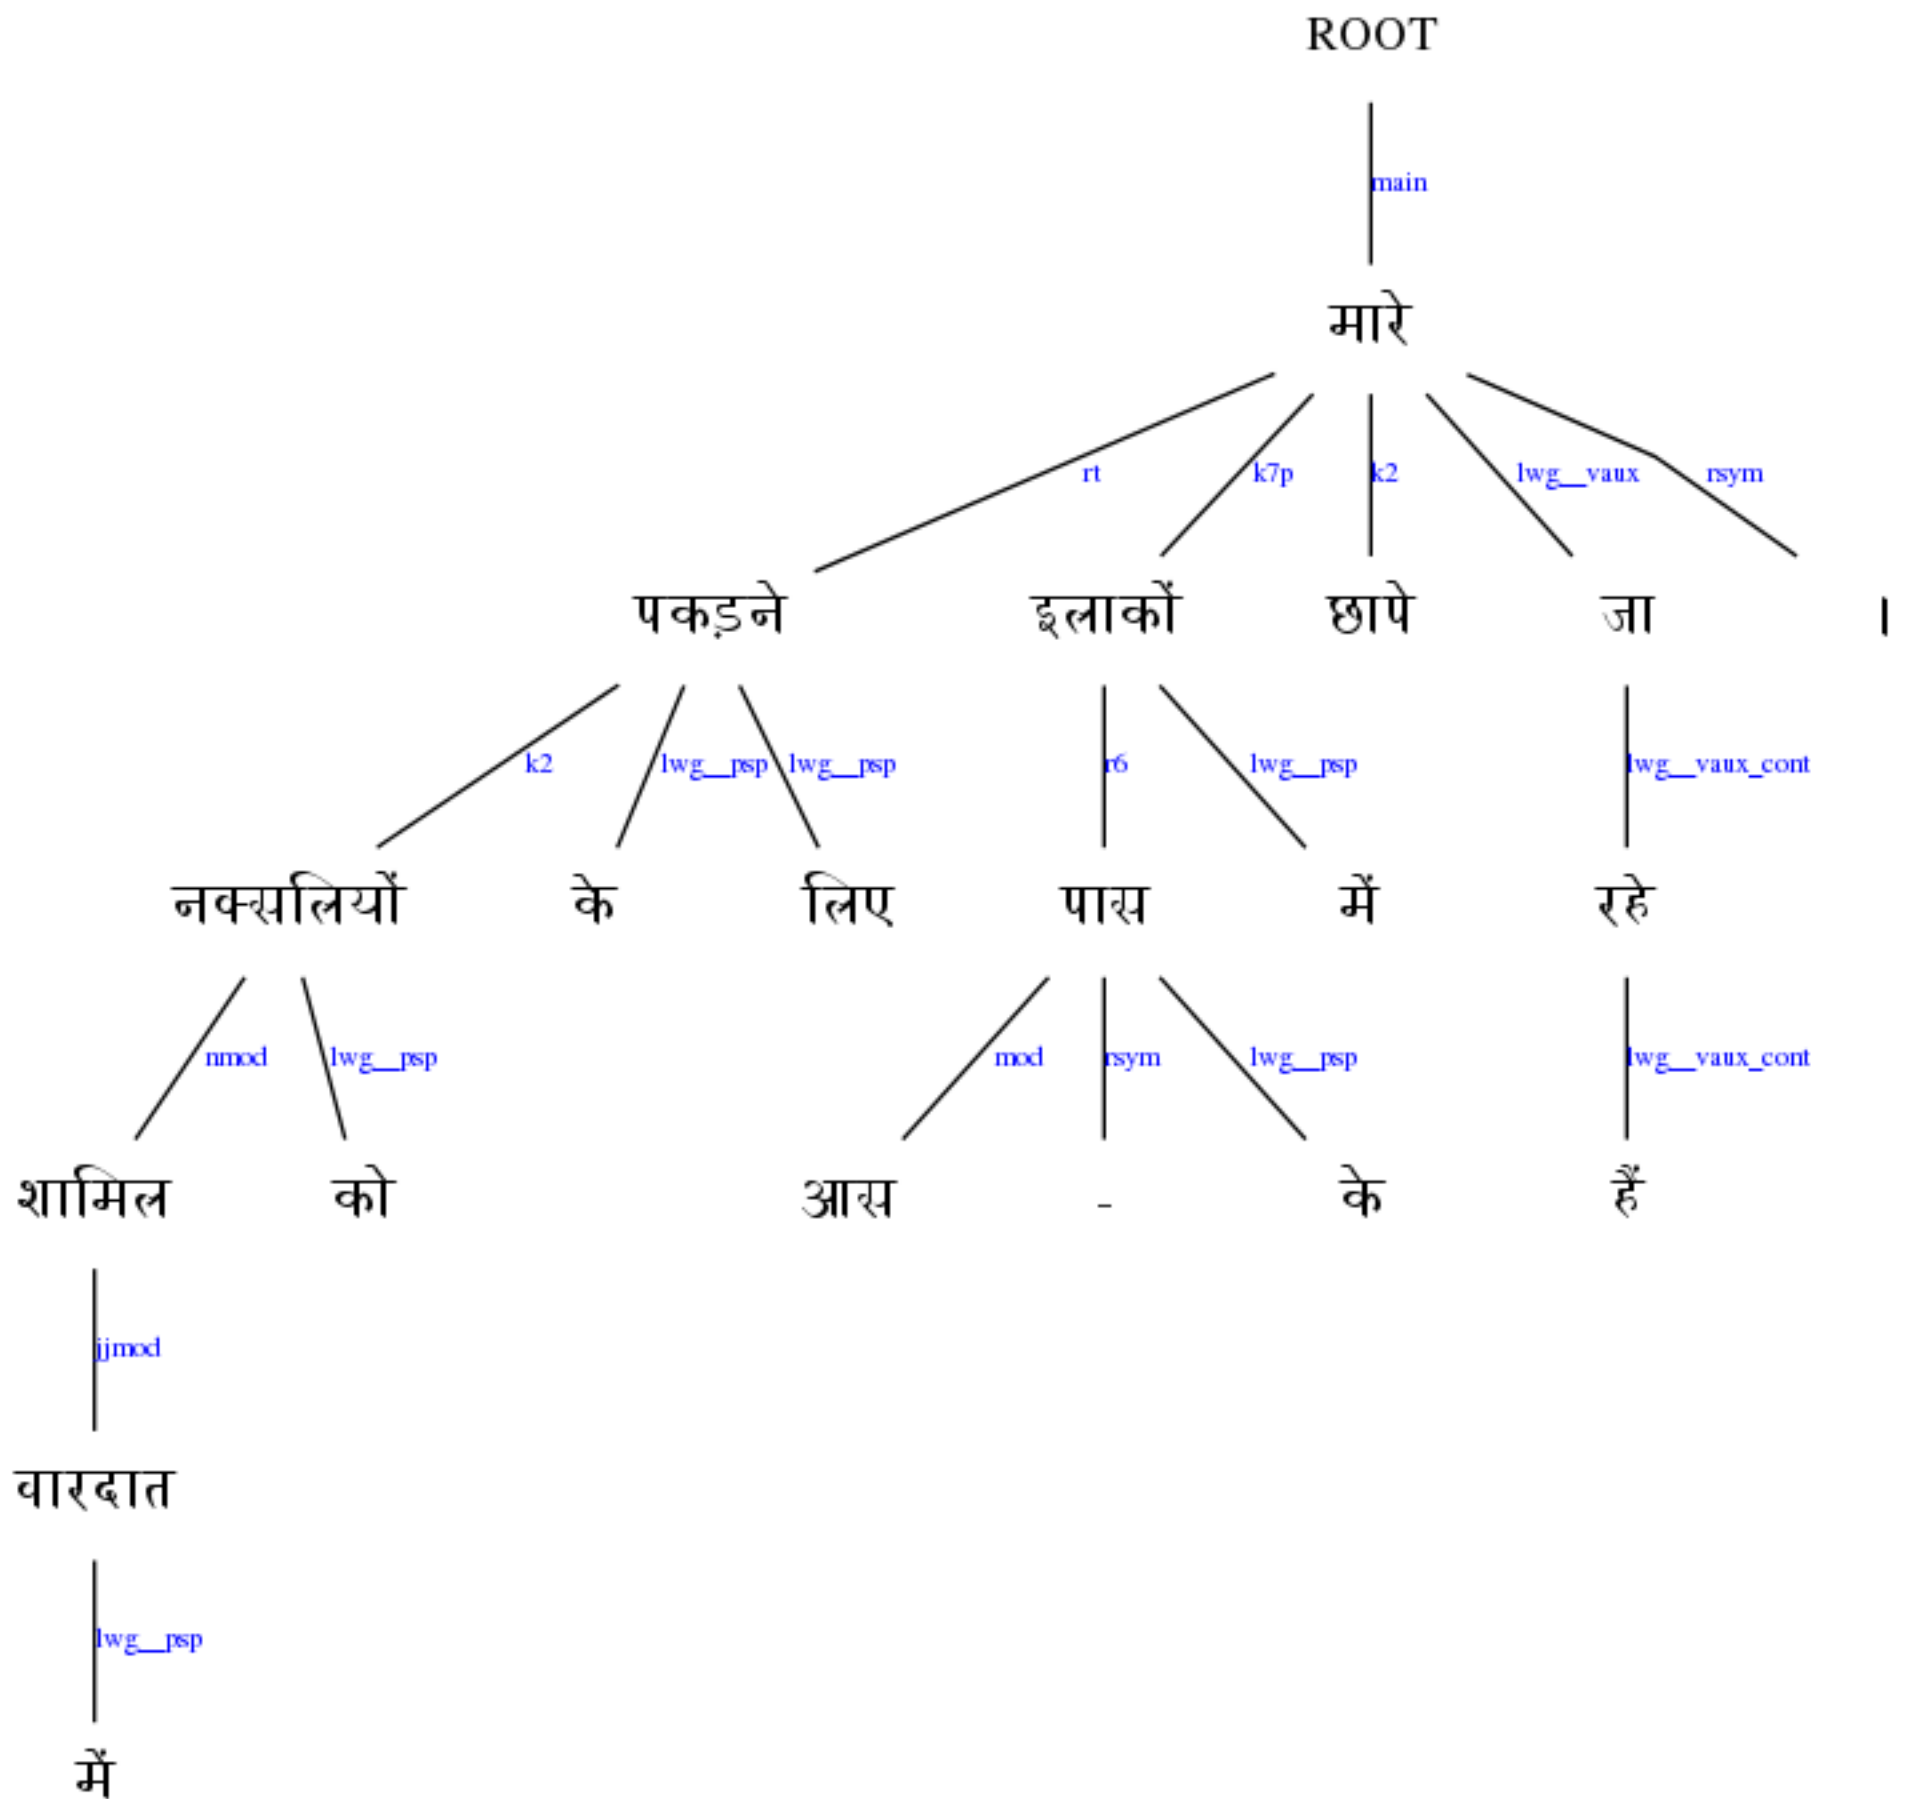 ROOT
main
मारे
rt k7p k2 lwg__vaux rsym
पकड़ने इलाकों छापे जा ।
k2 lwg__psp lwg__psp r6 lwg__psp lwg__vaux_cont
नक्सलियों के लिए पास में रहे
nmod lwg__psp mod rsym lwg__psp lwg__vaux_cont
शामिल को आस - के हैं
jjmod
वारदात
lwg__psp
में